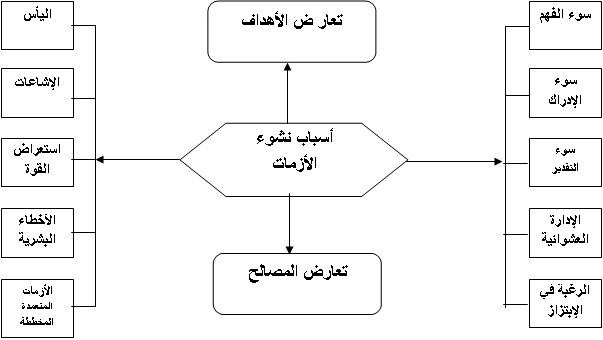 تعارض الأهداف
أسباب نشوء
الأزمات
تعارض المصالح
سوء الفهم
سوء
الإدراك
سوء
التقدير
الإدارة
العشوائية
الرغبة في
الإبتزاز
اليأس
الإشاعات
استعراض
القوة
الأخطاء
البشرية
الأزمات
المتعمدة
المخططة